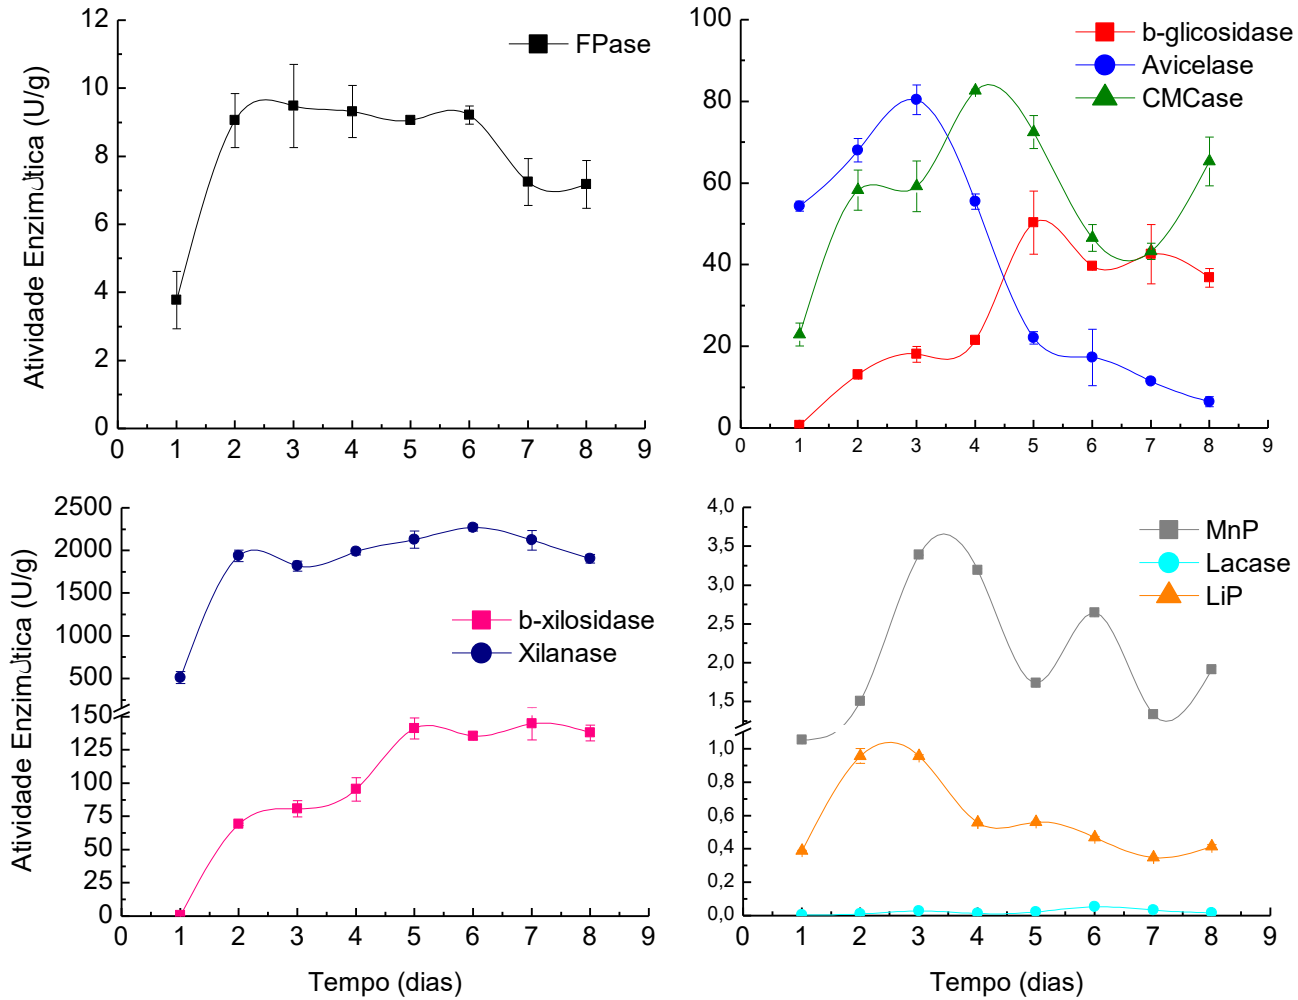 Atividade (U/g)
12
10
8
6
4
2
0
0 1 2 3 4 5 6 7 8 9
FPase
100
80
60
40
20
0
0 1 2 3 4 5 6 7 8 9
b-glicosidase
Avicelase
CMCase
Atividade (U/g)
2500
2000
1500
1000
500
150
125
100
75
50
25
0
0 1 2 3 4 5 6 7 8 9
b-xilosidase
Xilanase
Tempo (dias)
4,0
3,5
3,0
2,5
2,0
1,5
1,0
0,8
0,6
0,4
0,2
0,0
0 1 2 3 4 5 6 7 8 9
MnP
Lacase
LiP
Tempo (dias)